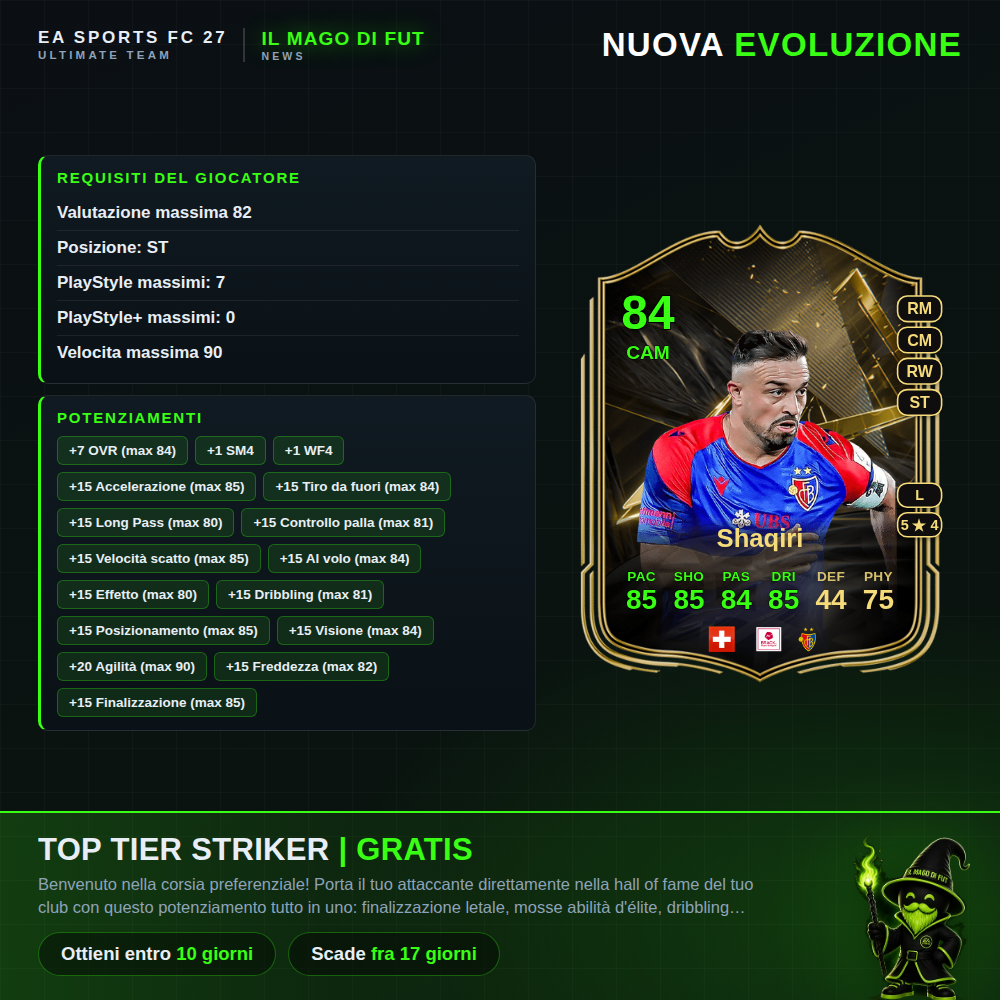 EA SPORTS FC 27
ULTIMATE TEAM
IL MAGO DI FUT
NEWS
NUOVA EVOLUZIONE
REQUISITI DEL GIOCATORE
Valutazione massima 82
Posizione: ST
PlayStyle massimi: 7
PlayStyle+ massimi: 0
Velocita massima 90
POTENZIAMENTI
+7 OVR (max 84) +1 SM4 +1 WF4
+15 Accelerazione (max 85) +15 Tiro da fuori (max 84)
+15 Long Pass (max 80) +15 Controllo palla (max 81)
+15 Velocità scatto (max 85) +15 Al volo (max 84)
+15 Effetto (max 80) +15 Dribbling (max 81)
+15 Posizionamento (max 85) +15 Visione (max 84)
+20 Agilità (max 90) +15 Freddezza (max 82)
+15 Finalizzazione (max 85)
84
CAM
RM
CM
RW
ST
L
5 ★ 4
UBS
Shaqiri
PAC SHO PAS DRI DEF PHY
85 85 84 85 44 75
TOP TIER STRIKER | GRATIS
Benvenuto nella corsia preferenziale! Porta il tuo attaccante direttamente nella hall of fame del tuo
club con questo potenziamento tutto in uno: finalizzazione letale, mosse abilità d'élite, dribbling…
Ottieni entro 10 giorni Scade fra 17 giorni
IL MAGO DI FUT